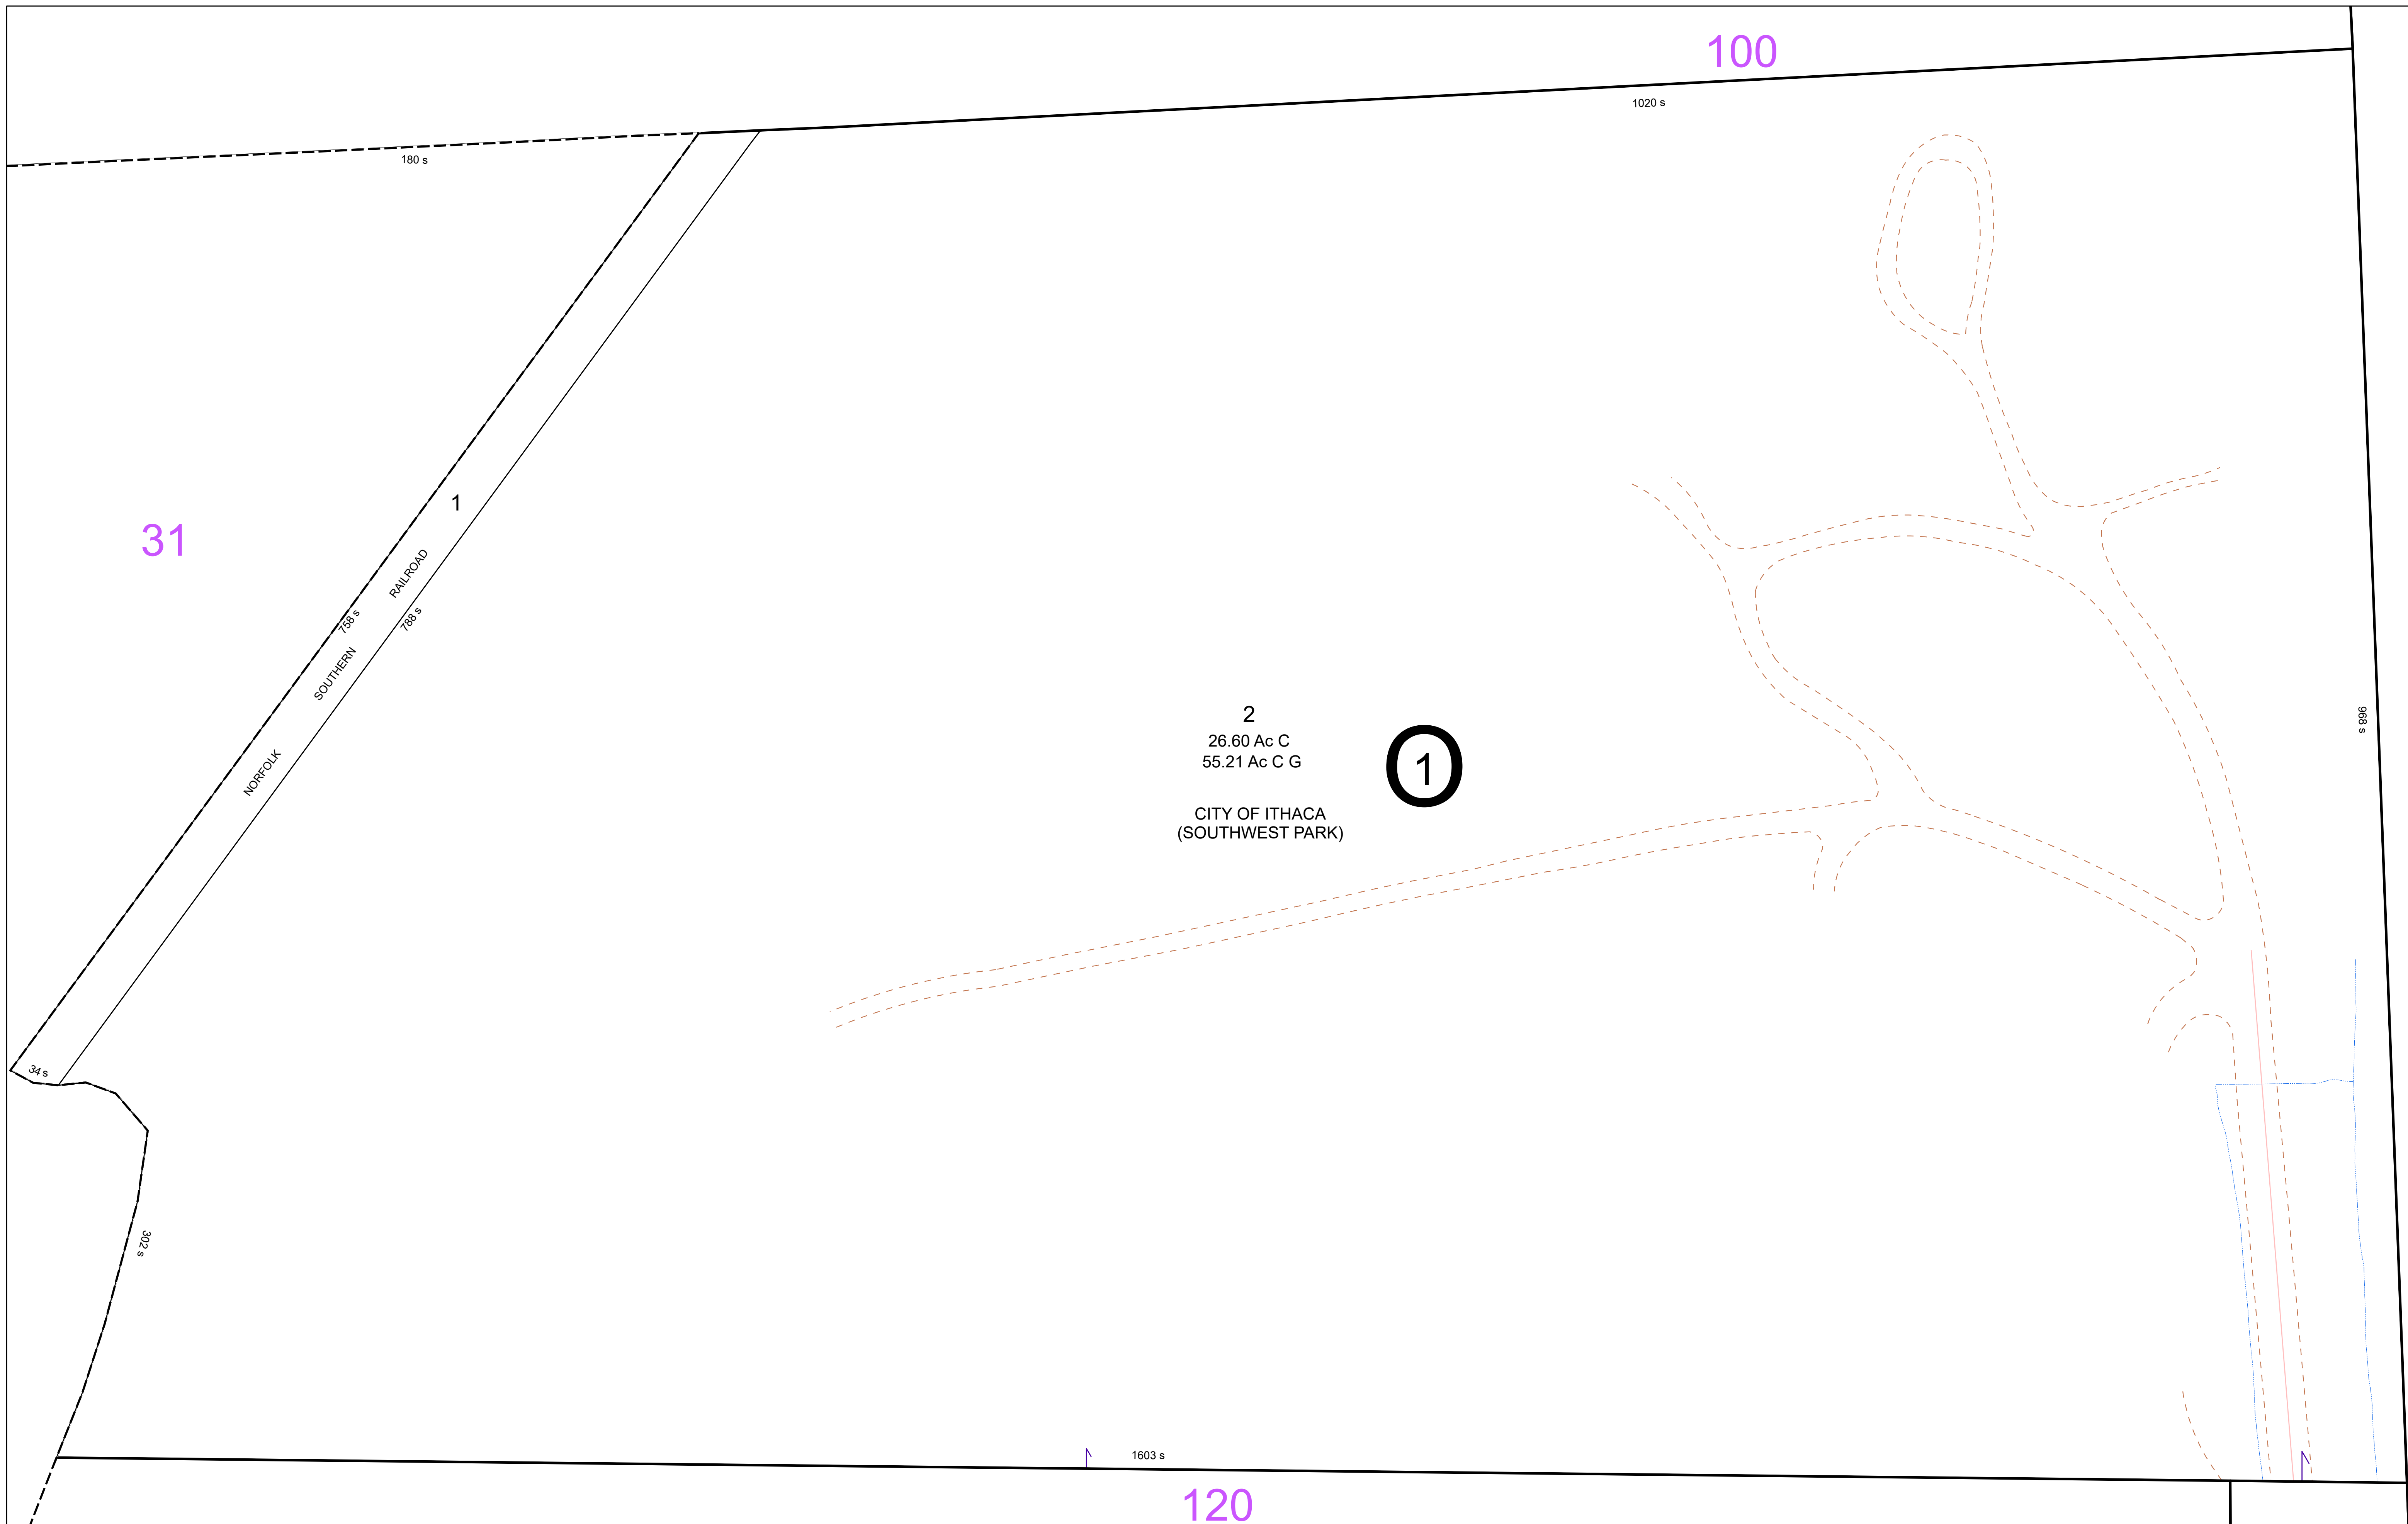 100
1020 s
180 s
31
1
RAILROAD
758 s
788 s
SOUTHERN
NORFOLK
2
26.60 Ac C
55.21 Ac C G
1
CITY OF ITHACA
(SOUTHWEST PARK)
968 s
34 s
302 s
1603 s
120